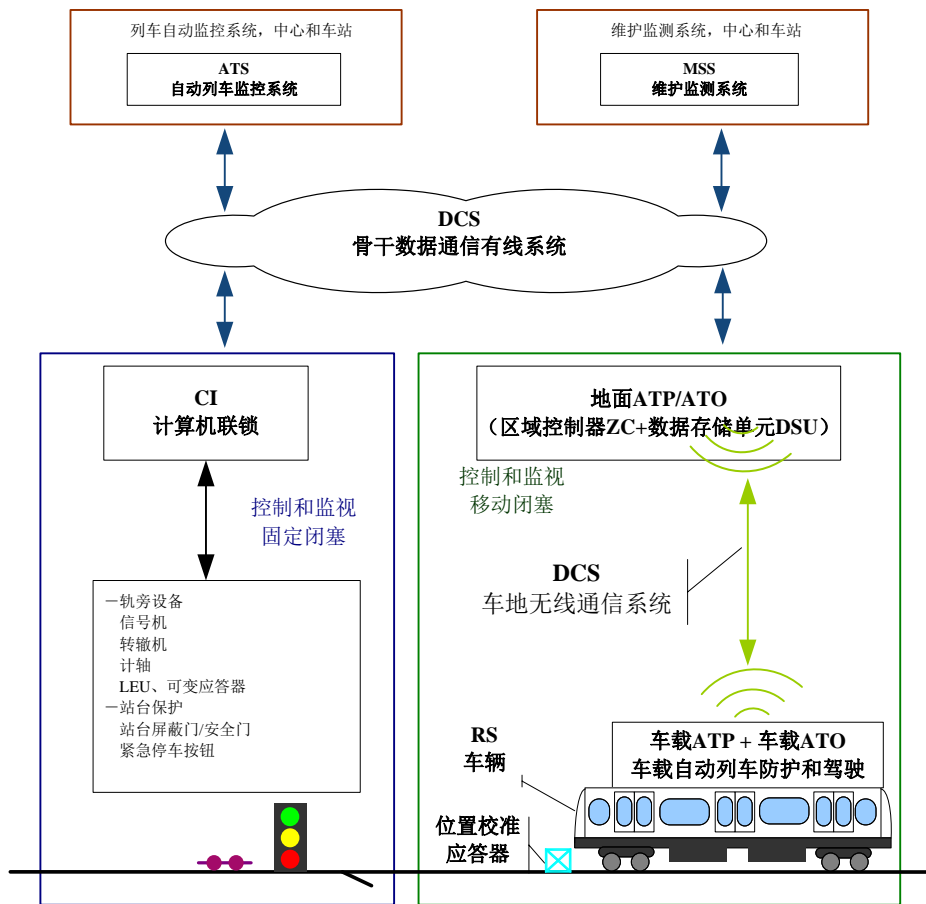 列车自动监控系统，中心和车站
ATS
自动列车监控系统
维护监测系统，中心和车站
MSS
维护监测系统
DCS
骨干数据通信有线系统
CI
计算机联锁
控制和监视
固定闭塞
－轨旁设备
信号机
转辙机
计轴
LEU、可变应答器
－站台保护
站台屏蔽门/安全门
紧急停车按钮
地面ATP/ATO
（区域控制器ZC+数据存储单元DSU）
控制和监视
移动闭塞
DCS
车地无线通信系统
RS
车辆
车载ATP + 车载ATO
车载自动列车防护和驾驶
位置校准
应答器